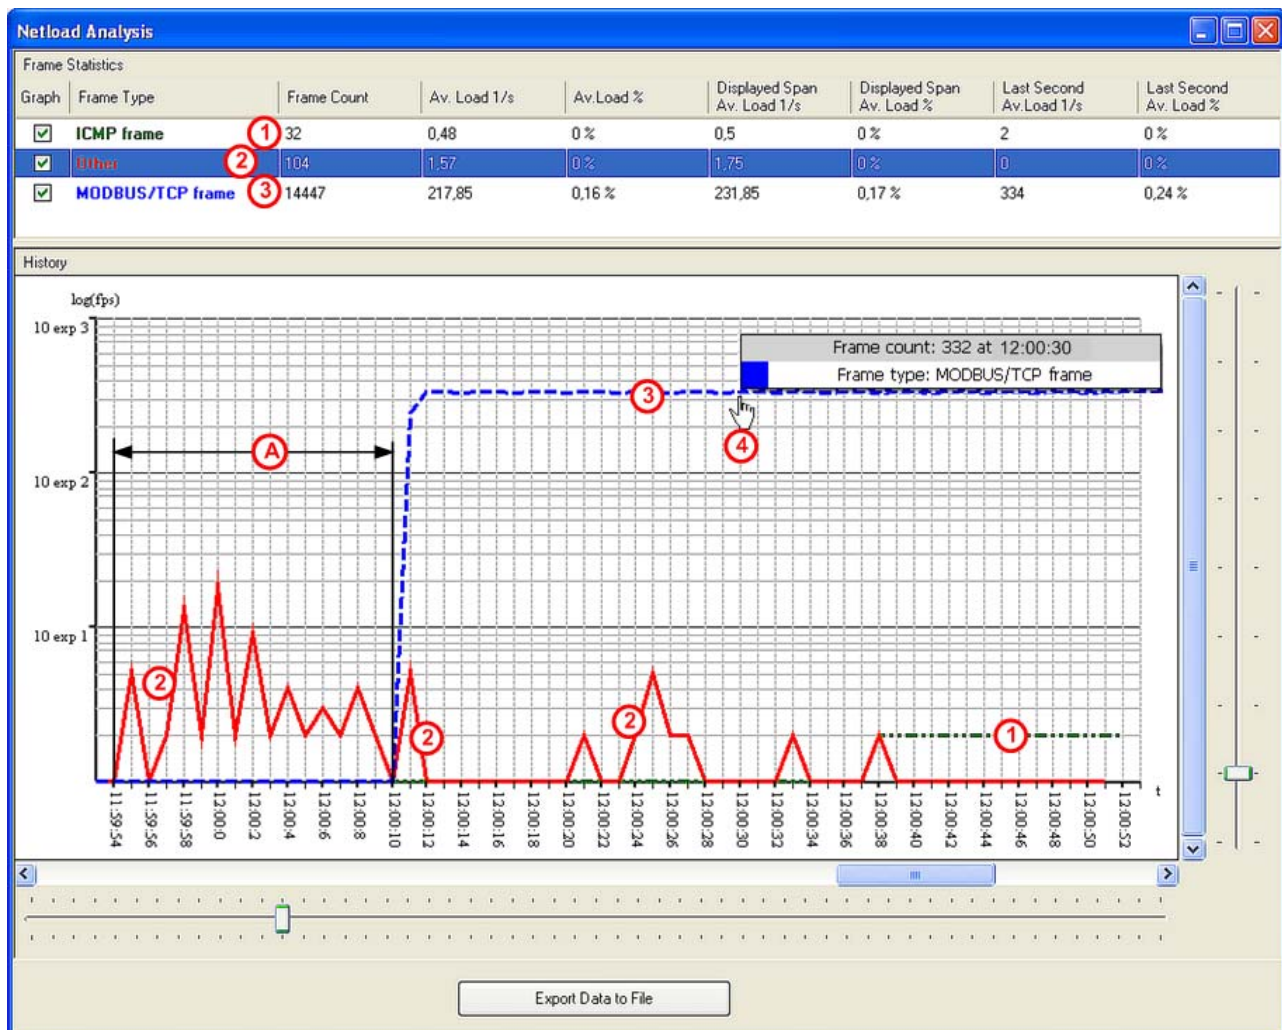 Netload Analysis
Frame Statistics
Graph Frame Type Frame Count Av. Load 1/s Av.Load % Displayed Span Av. Load 1/s Displayed Span Av. Load % Last Second Av.Load 1/s Last Second Av. Load %
ICMP frame 1 32 0,48 0 % 0,5 0 % 2 0 %
Other 2 104 1,57 0 % 1,75 0 % 0 0 %
MODBUS/TCP frame 3 14447 217,85 0,16 % 231,85 0,17 % 334 0,24 %
History
log(fps)
10 exp 3
Frame count: 332 at 12:00:30
Frame type: MODBUS/TCP frame
3
A
4
10 exp 2
10 exp 1
2
2
2
1
t
11:59:54 11:59:56 11:59:58 12:00:0 12:00:2 12:00:4 12:00:6 12:00:8 12:00:10 12:00:12 12:00:14 12:00:16 12:00:18 12:00:20 12:00:22 12:00:24 12:00:26 12:00:28 12:00:30 12:00:32 12:00:34 12:00:36 12:00:38 12:00:40 12:00:42 12:00:44 12:00:46 12:00:48 12:00:50 12:00:52
Export Data to File